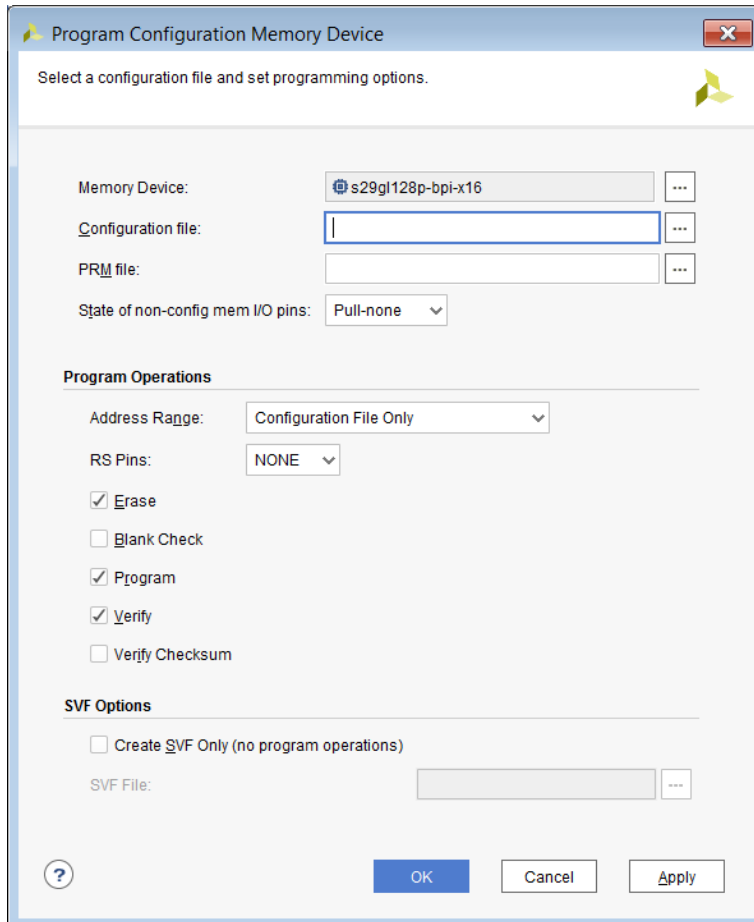 Program Configuration Memory Device
Select a configuration file and set programming options.
Memory Device: s29gl128p-bpi-x16 ...
Configuration file: ...
PRM file: ...
State of non-config mem I/O pins: Pull-none
Program Operations
Address Range: Configuration File Only
RS Pins: NONE
Erase
Blank Check
Program
Verify
Verify Checksum
SVF Options
Create SVF Only (no program operations)
SVF File: ...
? OK Cancel Apply